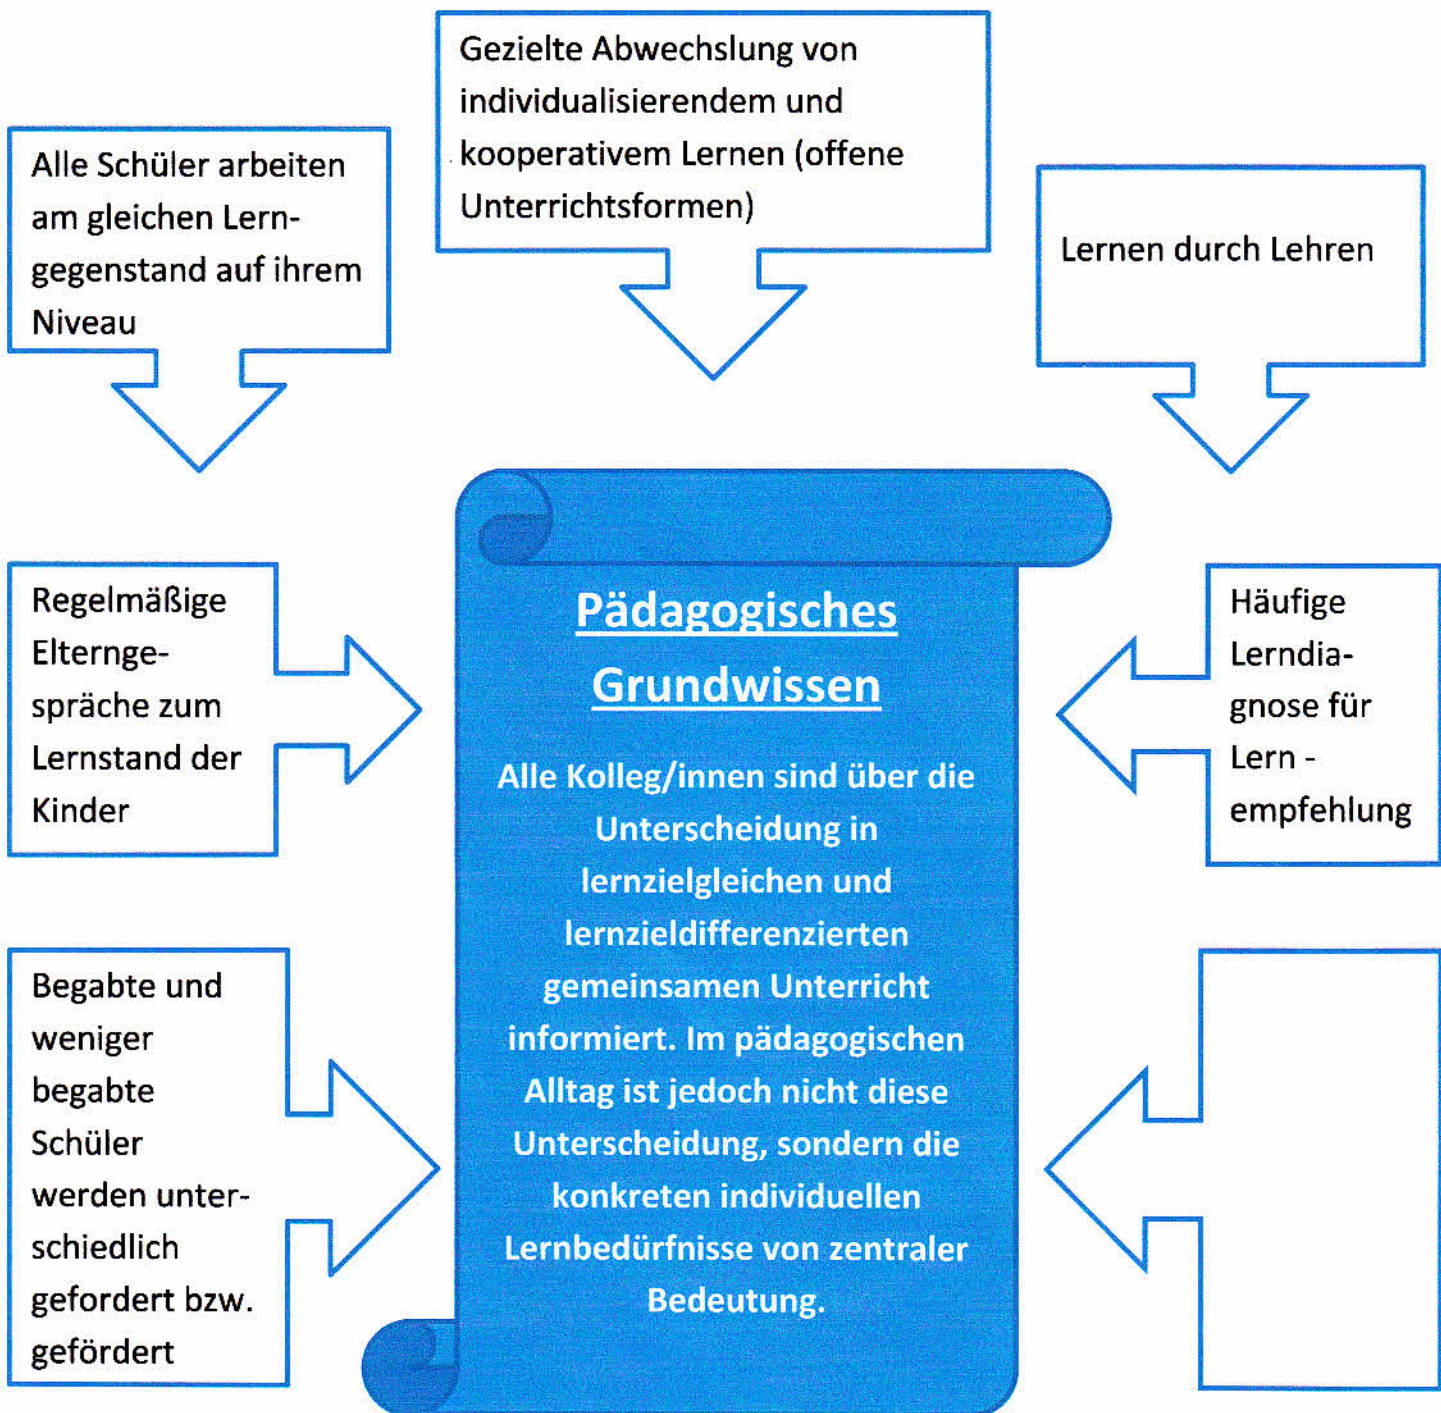 Gezielte Abwechslung von
individualisierendem und
kooperativem Lernen (offene
Unterrichtsformen)
Alle Schüler arbeiten
am gleichen Lern-
gegenstand auf ihrem
Niveau
Lernen durch Lehren
Regelmäßige
Elternge-
spräche zum
Lernstand der
Kinder
Pädagogisches
Grundwissen
Alle Kolleg/innen sind über die
Unterscheidung in
lernzielgleichen und
lernzieldifferenzierten
gemeinsamen Unterricht
informiert. Im pädagogischen
Alltag ist jedoch nicht diese
Unterscheidung, sondern die
konkreten individuellen
Lernbedürfnisse von zentraler
Bedeutung.
Häufige
Lerndia-
gnose für
Lern -
empfehlung
Begabte und
weniger
begabte
Schüler
werden unter-
schiedlich
gefordert bzw.
gefördert